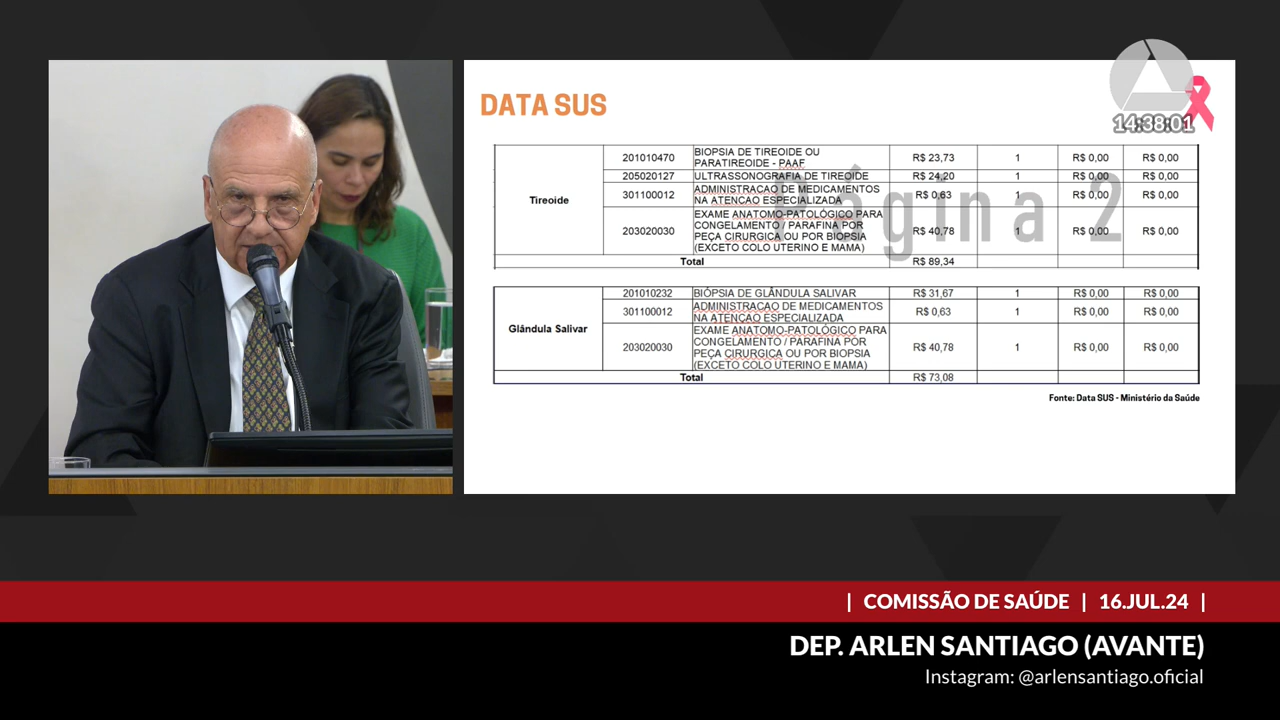 DATA SUS
14:38:01
Página 2
Tireoide
201010470
BIOPSIA DE TIREOIDE OU
PARATIREOIDE - PAAF
R$ 23,73
1
R$ 0,00
R$ 0,00
205020127
ULTRASSONOGRAFIA DE TIREOIDE
R$ 24,20
1
R$ 0,00
R$ 0,00
301100012
ADMINISTRAÇAO DE MEDICAMENTOS
NA ATENÇAO ESPECIALIZADA
R$ 0,63
1
R$ 0,00
R$ 0,00
203020030
EXAME ANATOMO-PATOLÓGICO PARA
CONGELAMENTO / PARAFINA POR
PEÇA CIRURGICA OU POR BIOPSIA
(EXCETO COLO UTERINO E MAMA)
R$ 40,78
1
R$ 0,00
R$ 0,00
Total
R$ 89,34
Glândula Salivar
201010232
BIÓPSIA DE GLÂNDULA SALIVAR
R$ 31,67
1
R$ 0,00
R$ 0,00
301100012
ADMINISTRAÇAO DE MEDICAMENTOS
NA ATENÇAO ESPECIALIZADA
R$ 0,63
1
R$ 0,00
R$ 0,00
203020030
EXAME ANATOMO-PATOLÓGICO PARA
CONGELAMENTO / PARAFINA POR
PEÇA CIRURGICA OU POR BIOPSIA
(EXCETO COLO UTERINO E MAMA)
R$ 40,78
1
R$ 0,00
R$ 0,00
Total
R$ 73,08
Fonte: Data SUS - Ministério da Saúde
| COMISSÃO DE SAÚDE | 16.JUL.24 |
DEP. ARLEN SANTIAGO (AVANTE)
Instagram: @arlensantiago.oficial